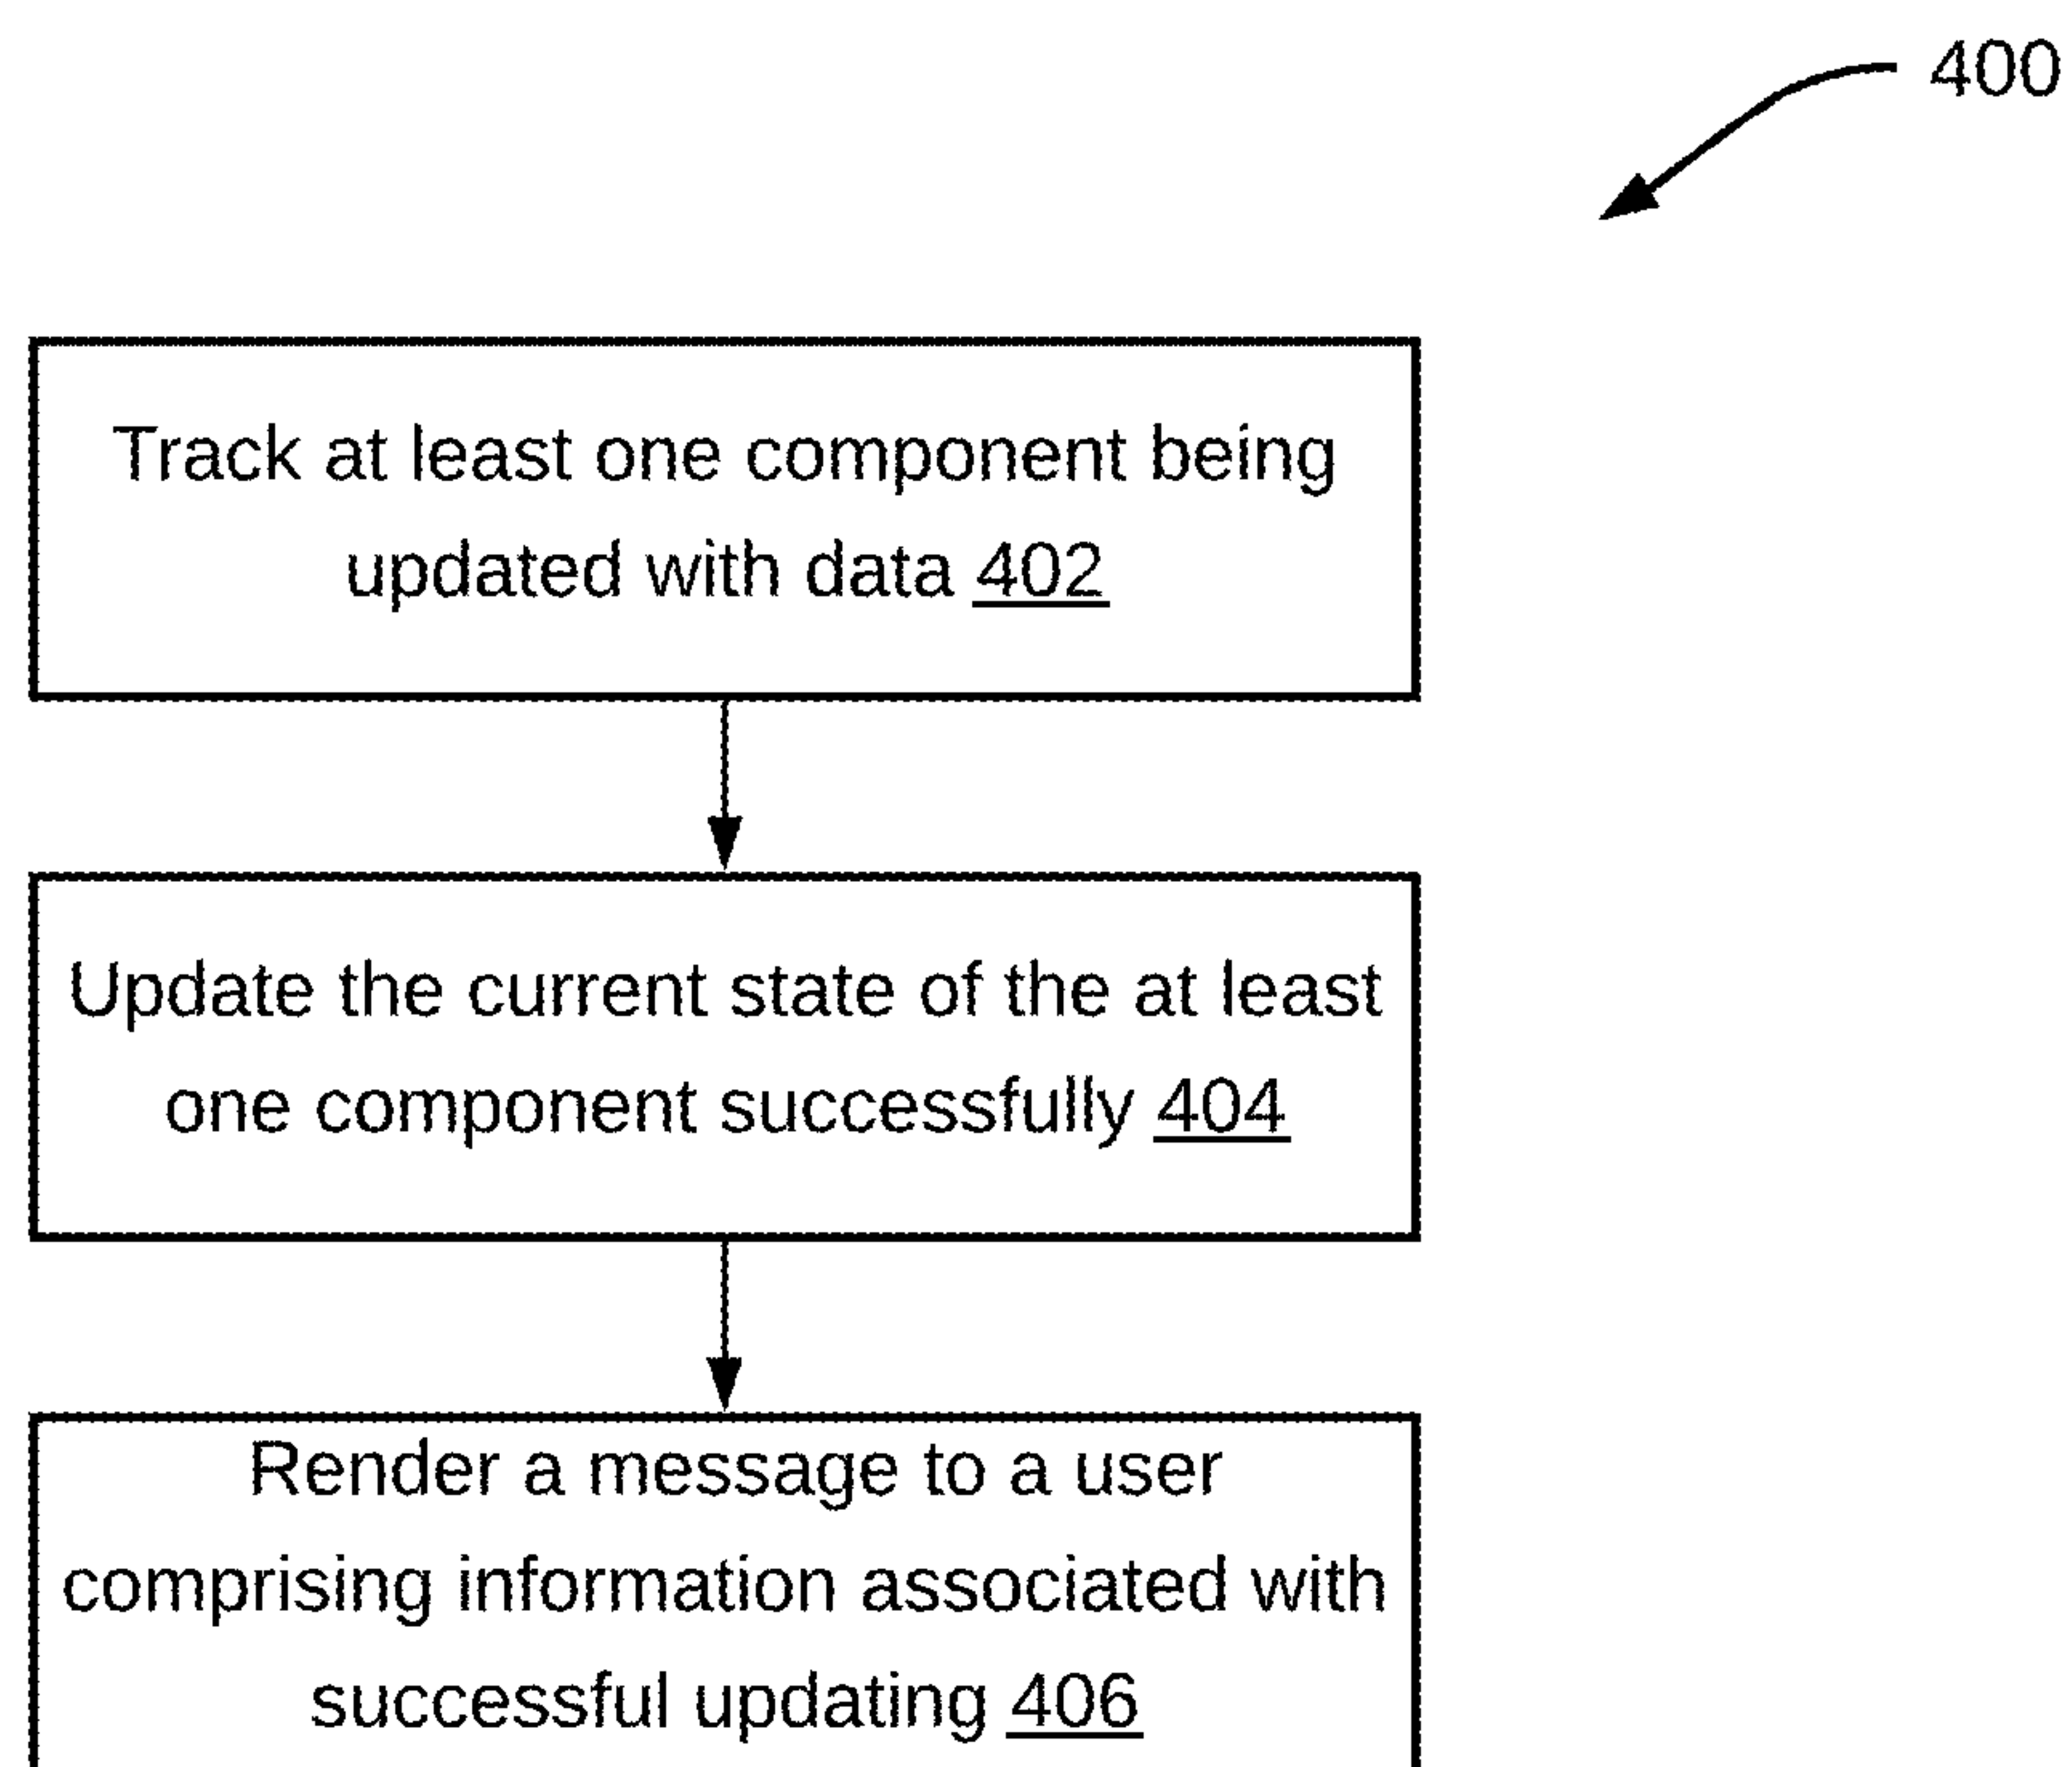 400
Track at least one component being
updated with data 402
Update the current state of the at least
one component successfully 404
Render a message to a user
comprising information associated with
successful updating 406